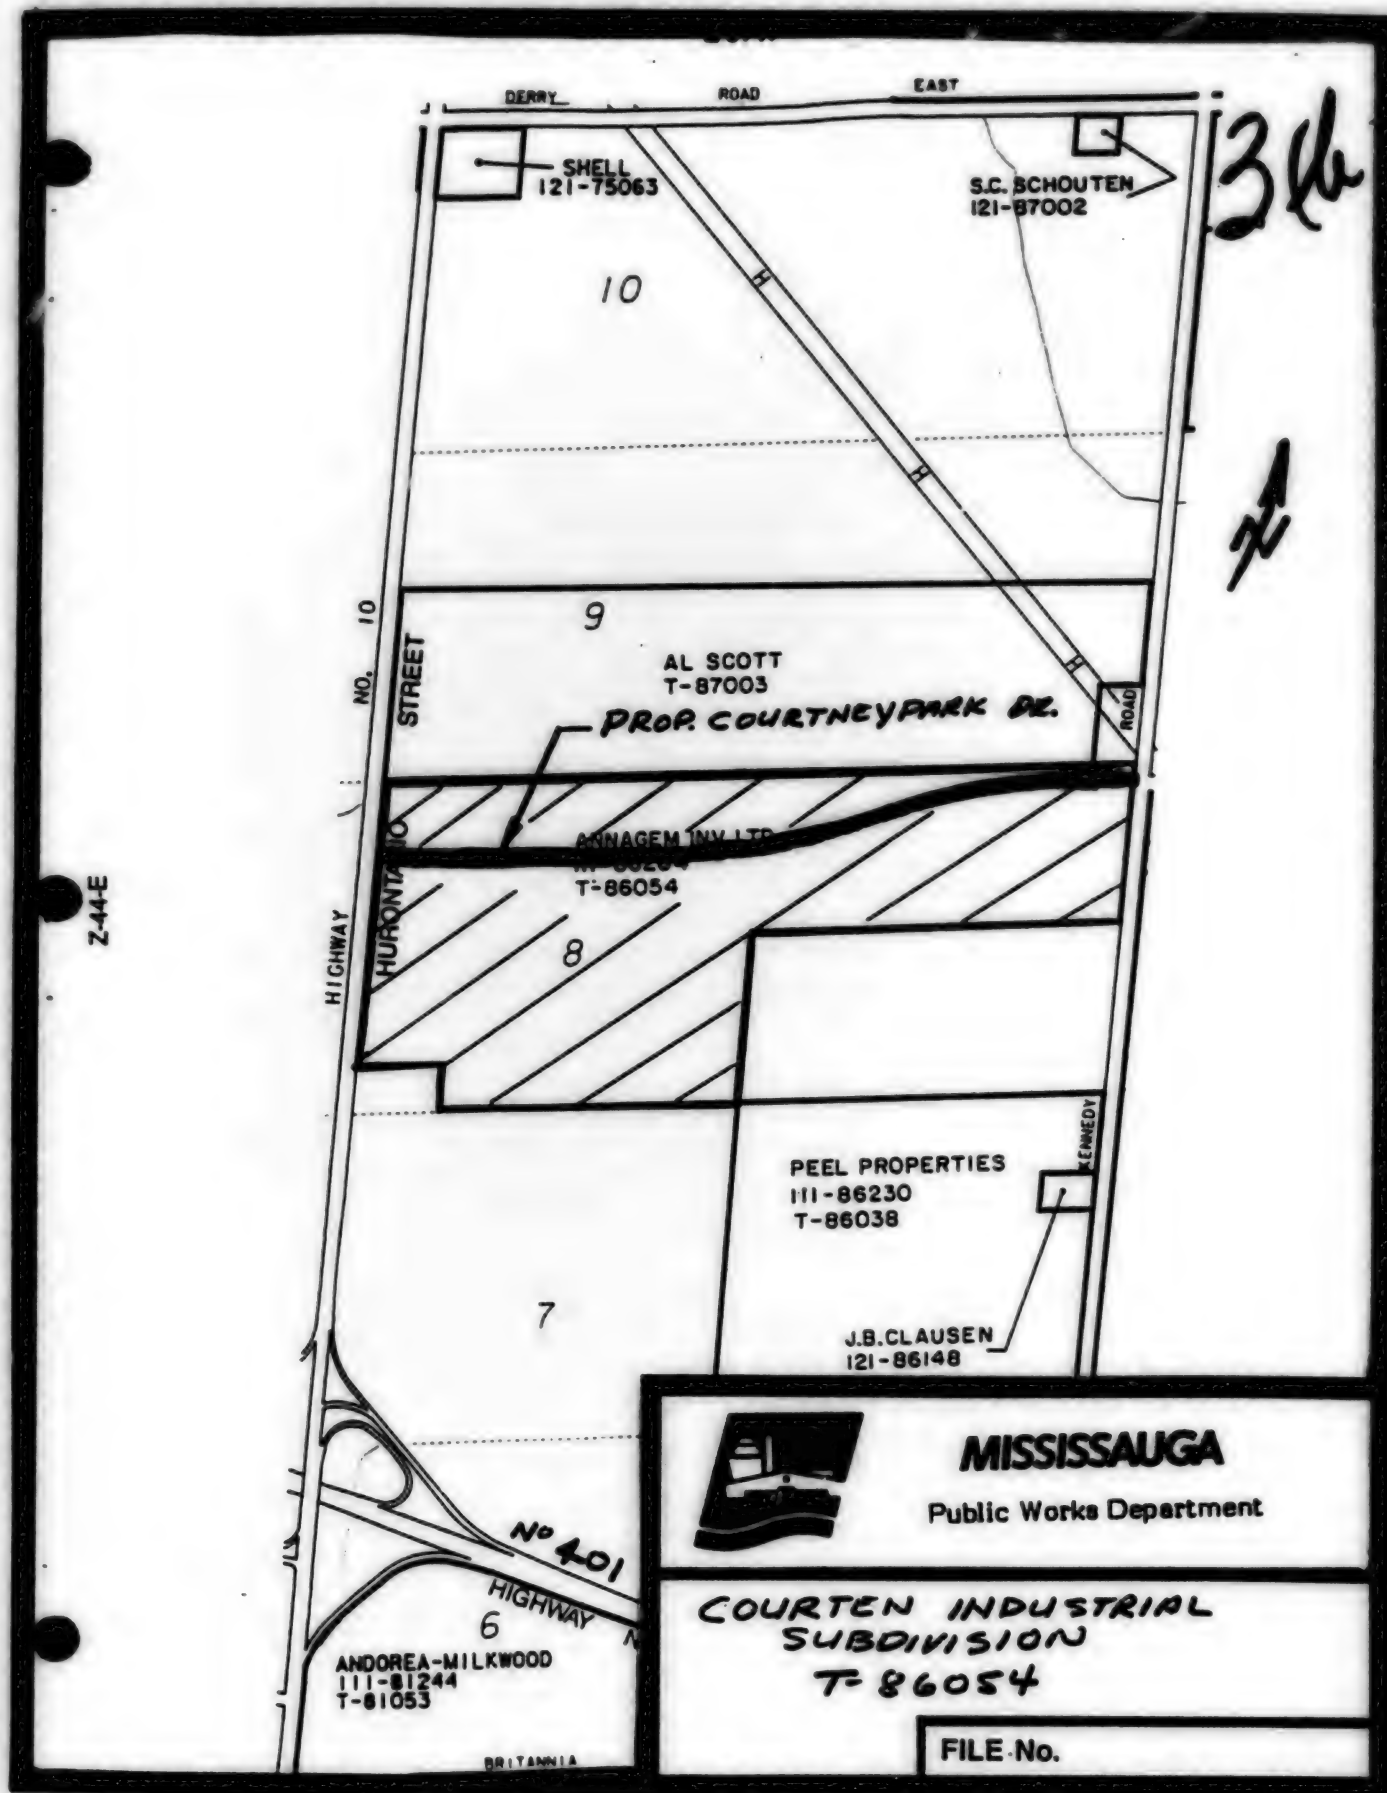 DERRY ROAD EAST
SHELL
121-75063
S.C. SCHOUTEN
121-87002
10
H
H
H
9
AL SCOTT
T-87003
PROP. COURTNEYPARK DR.
ROAD
NO. 10
STREET
ANNAGEM INV. LTD
T-86054
8
HURONTARIO
HIGHWAY
Z-44-E
N
KENNEDY
PEEL PROPERTIES
111-86230
T-86038
J.B. CLAUSEN
121-86148
7
No 401
HIGHWAY N
6
ANDOREA-MILKWOOD
111-81244
T-81053
BRITANNIA
MISSISSAUGA
Public Works Department
COURTEN INDUSTRIAL
SUBDIVISION
T-86054
FILE No.